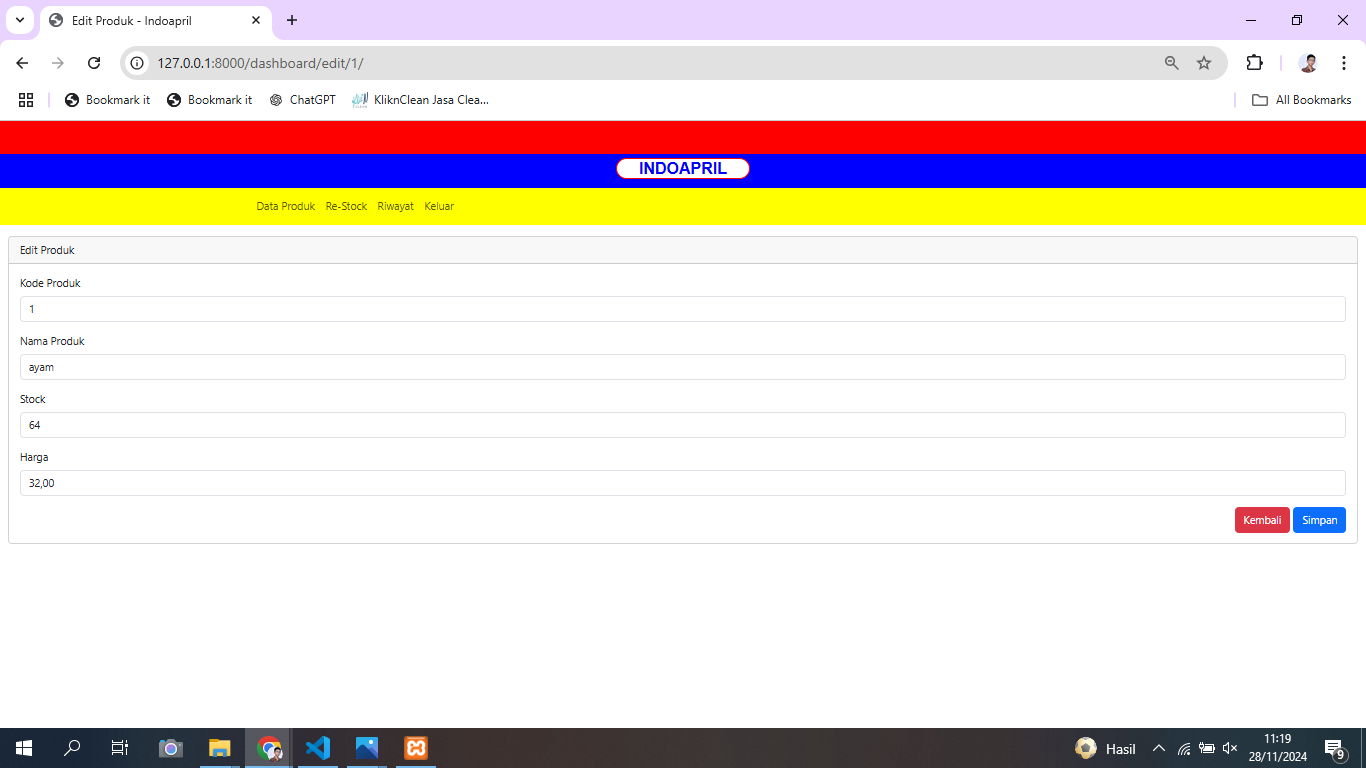 Edit Produk - Indoapril
127.0.0.1:8000/dashboard/edit/1/
Bookmark it Bookmark it ChatGPT KliknClean Jasa Clea... All Bookmarks
INDOAPRIL
Data Produk Re-Stock Riwayat Keluar
Edit Produk
Kode Produk
1
Nama Produk
ayam
Stock
64
Harga
32,00
Kembali Simpan
Hasil
11:19
28/11/2024
9